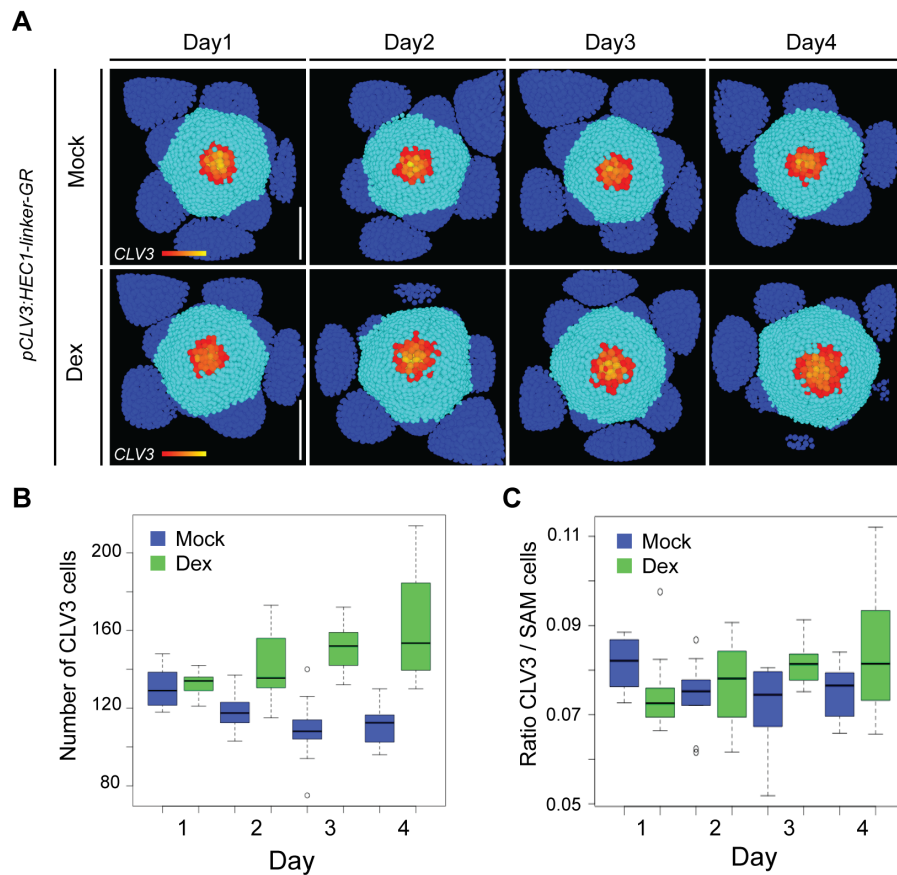 A
Day1 Day2 Day3 Day4
pCLV3:HEC1-linker-GR
Mock
CLV3
Dex
CLV3
B
Number of CLV3 cells
200
160
120
80
Mock
Dex
1 2 3 4
Day
C
Ratio CLV3 / SAM cells
0.11
0.09
0.07
0.05
Mock
Dex
1 2 3 4
Day